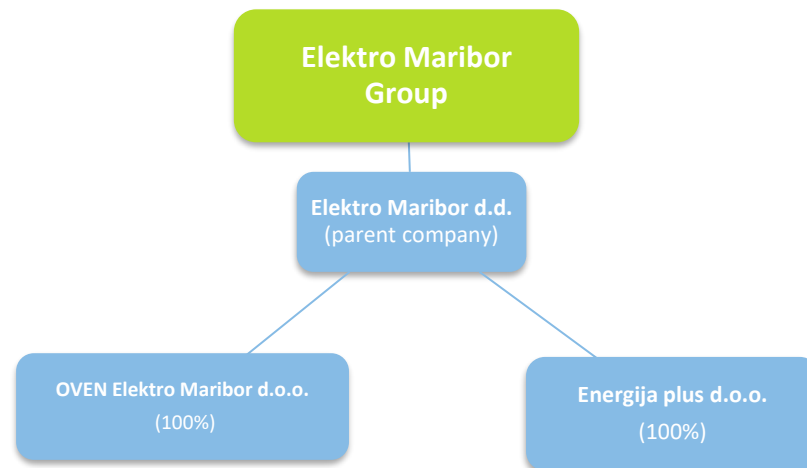 Elektro Maribor
Group
Elektro Maribor d.d.
(parent company)
OVEN Elektro Maribor d.o.o.
(100%)
Energija plus d.o.o.
(100%)